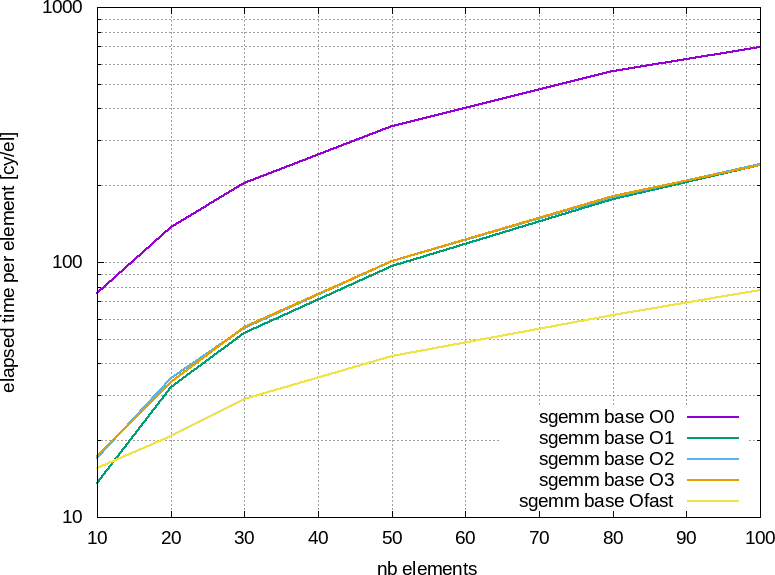 1000
100
10
elapsed time per element [cy/el]
sgemm base O0
sgemm base O1
sgemm base O2
sgemm base O3
sgemm base Ofast
10 20 30 40 50 60 70 80 90 100
nb elements